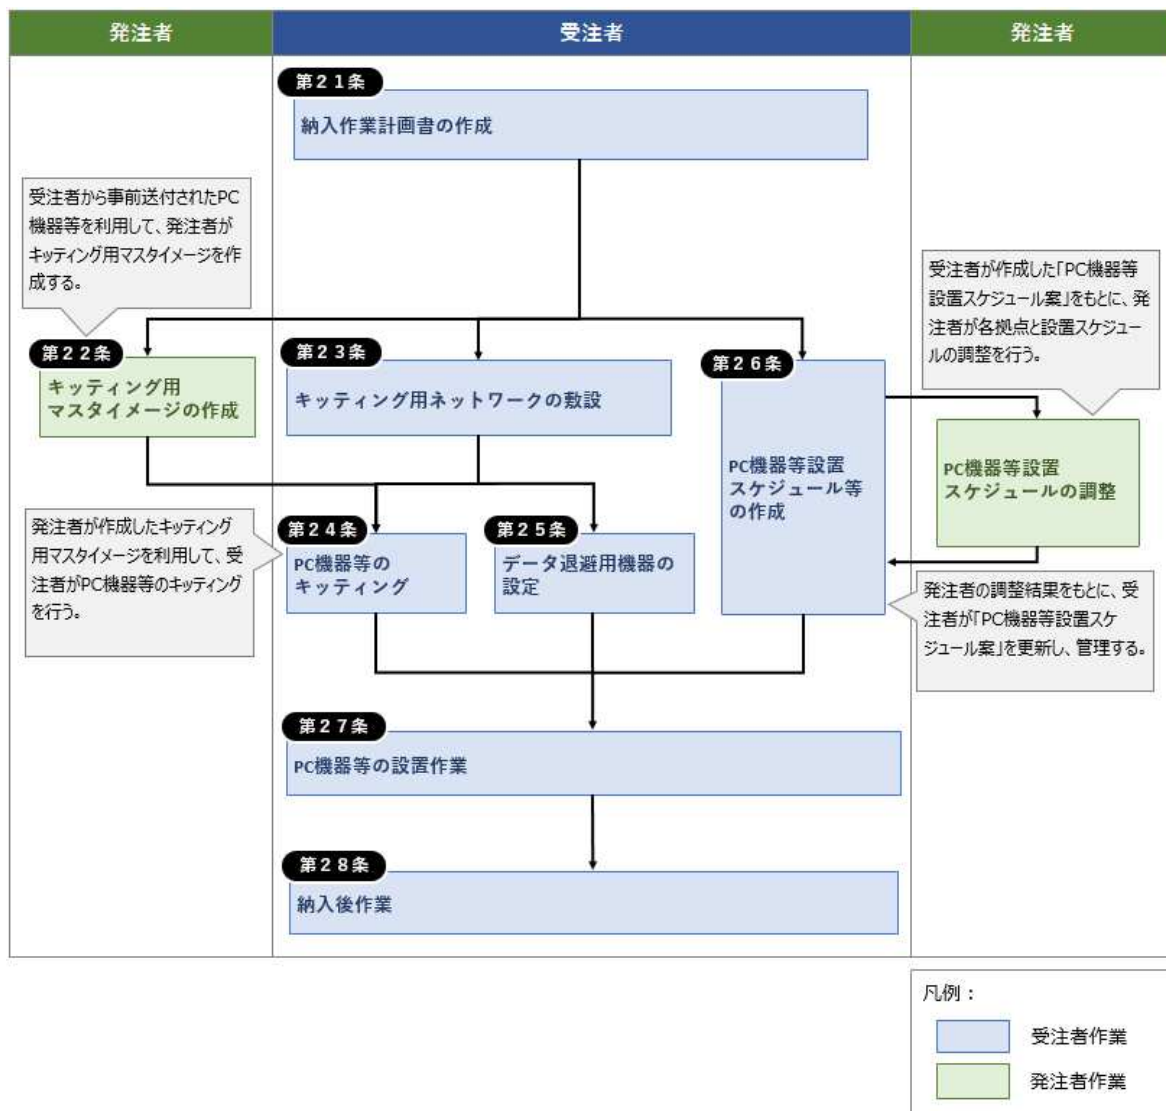 発注者
受注者
発注者
第21条
納入作業計画書の作成
受注者から事前送付されたPC
機器等を利用して、発注者が
キッティング用マスタイメージを作
成する。
受注者が作成した「PC機器等
設置スケジュール案」をもとに、発
注者が各拠点と設置スケジュー
ルの調整を行う。
第22条
キッティング用
マスタイメージの作成
第23条
キッティング用ネットワークの敷設
第26条
PC機器等設置
スケジュール等
の作成
PC機器等設置
スケジュールの調整
発注者が作成したキッティング
用マスタイメージを利用して、受
注者がPC機器等のキッティング
を行う。
第24条
PC機器等の
キッティング
第25条
データ退避用機器の
設定
発注者の調整結果をもとに、受
注者が「PC機器等設置スケ
ジュール案」を更新し、管理する。
第27条
PC機器等の設置作業
第28条
納入後作業
凡例：
受注者作業
発注者作業